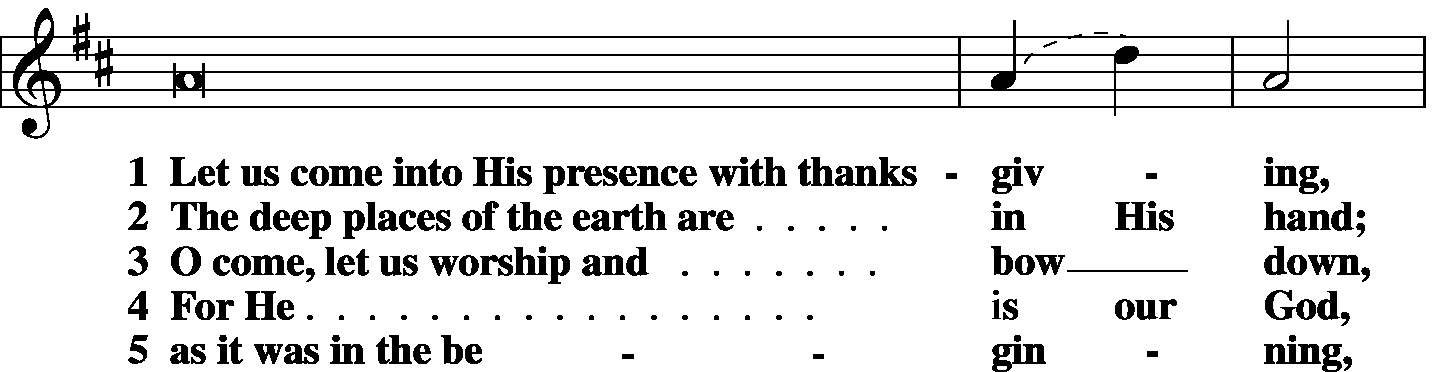 1 Let us come into His presence with thanks - giv - ing,
2 The deep places of the earth are . . . . . in His hand;
3 O come, let us worship and . . . . . . . bow____ down,
4 For He . . . . . . . . . . . . . . . . . is our God,
5 as it was in the be - - gin - ning,